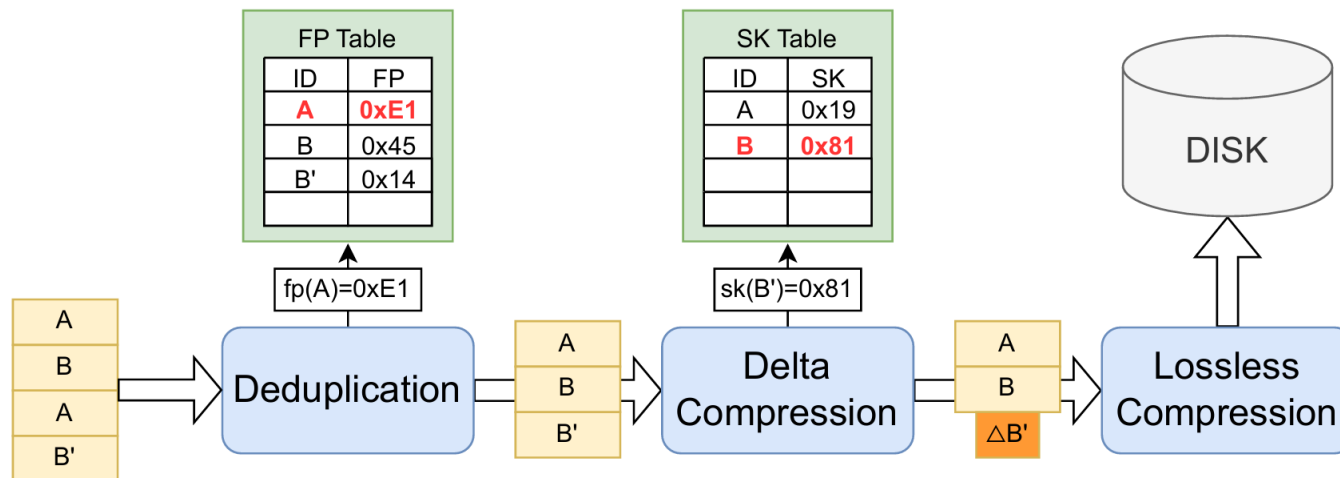 FP Table
ID FP
A 0xE1
B 0x45
B' 0x14
fp(A)=0xE1
SK Table
ID SK
A 0x19
B 0x81
sk(B')=0x81
DISK
A
B
A
B'
Deduplication
A
B
B'
Delta
Compression
A
B
△B'
Lossless
Compression